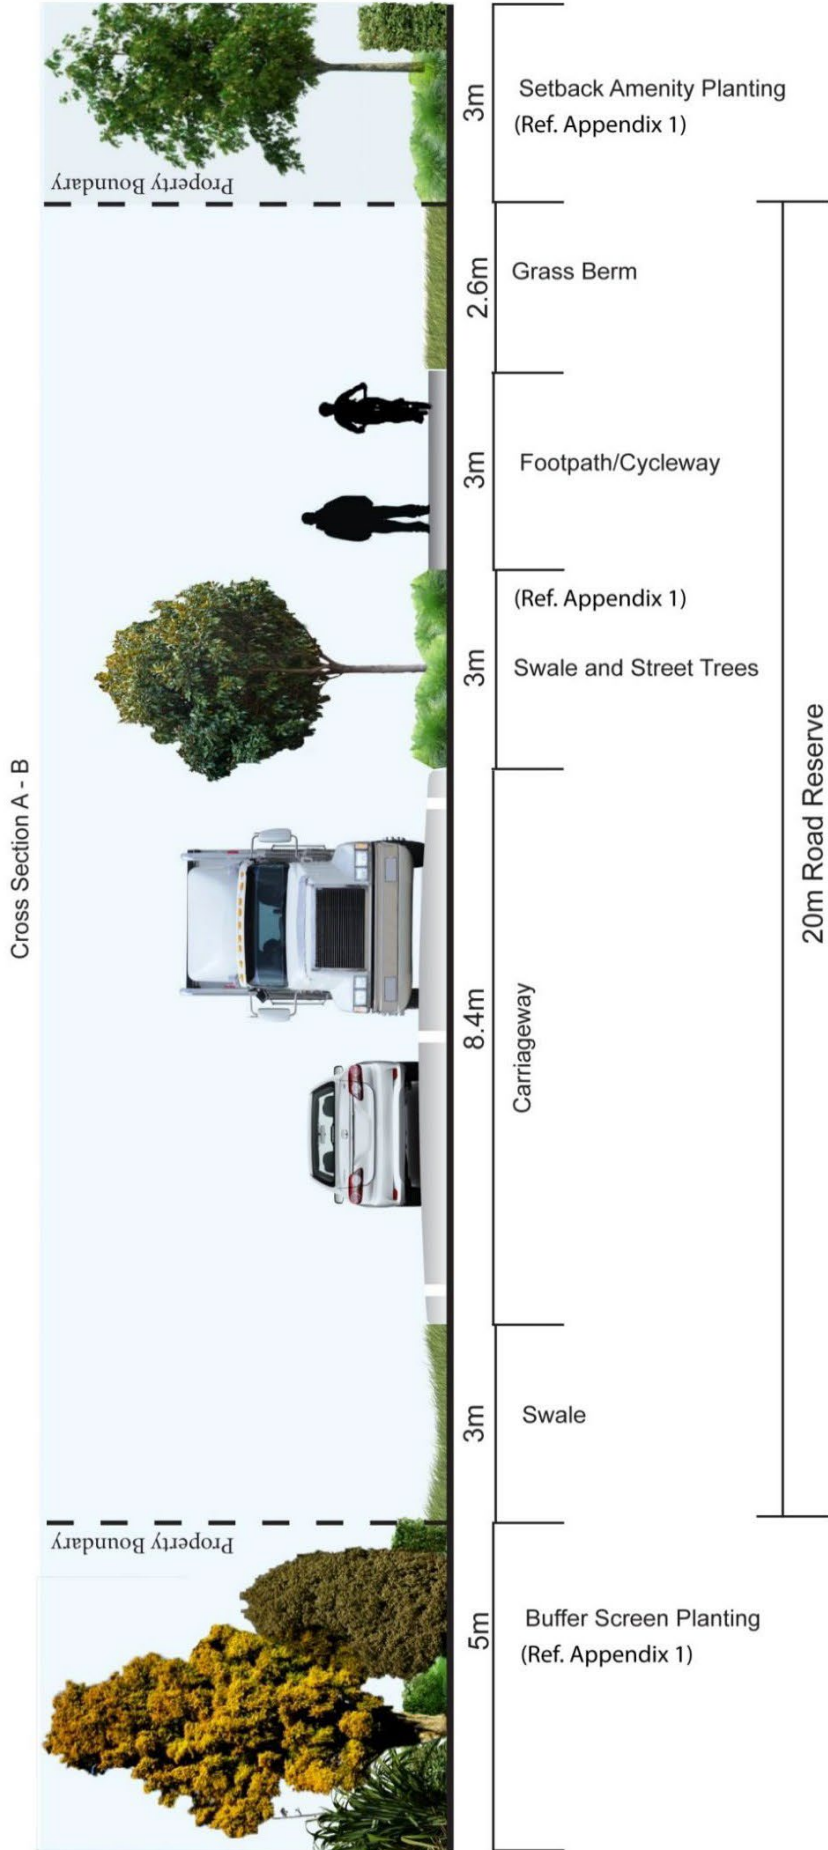 Cross Section A - B
Property Boundary
3m
Setback Amenity Planting
(Ref. Appendix 1)
2.6m
Grass Berm
3m
Footpath/Cycleway
3m
(Ref. Appendix 1)
Swale and Street Trees
8.4m
Carriageway
20m Road Reserve
3m
Swale
Property Boundary
5m
Buffer Screen Planting
(Ref. Appendix 1)